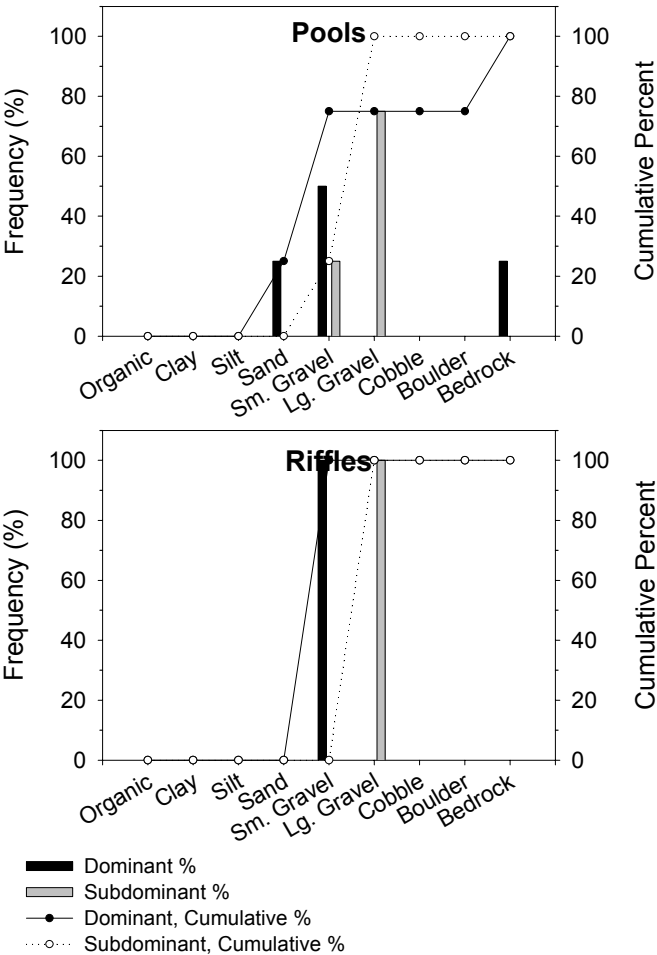 Pools
100 100
80 80
60 60
40 40
20 20
0 0
Frequency (%)
Cumulative Percent
Organic Clay Silt Sand Sm. Gravel Lg. Gravel Cobble Boulder Bedrock
Riffles
100 100
80 80
60 60
40 40
20 20
0 0
Frequency (%)
Cumulative Percent
Organic Clay Silt Sand Sm. Gravel Lg. Gravel Cobble Boulder Bedrock
Dominant %
Subdominant %
Dominant, Cumulative %
Subdominant, Cumulative %